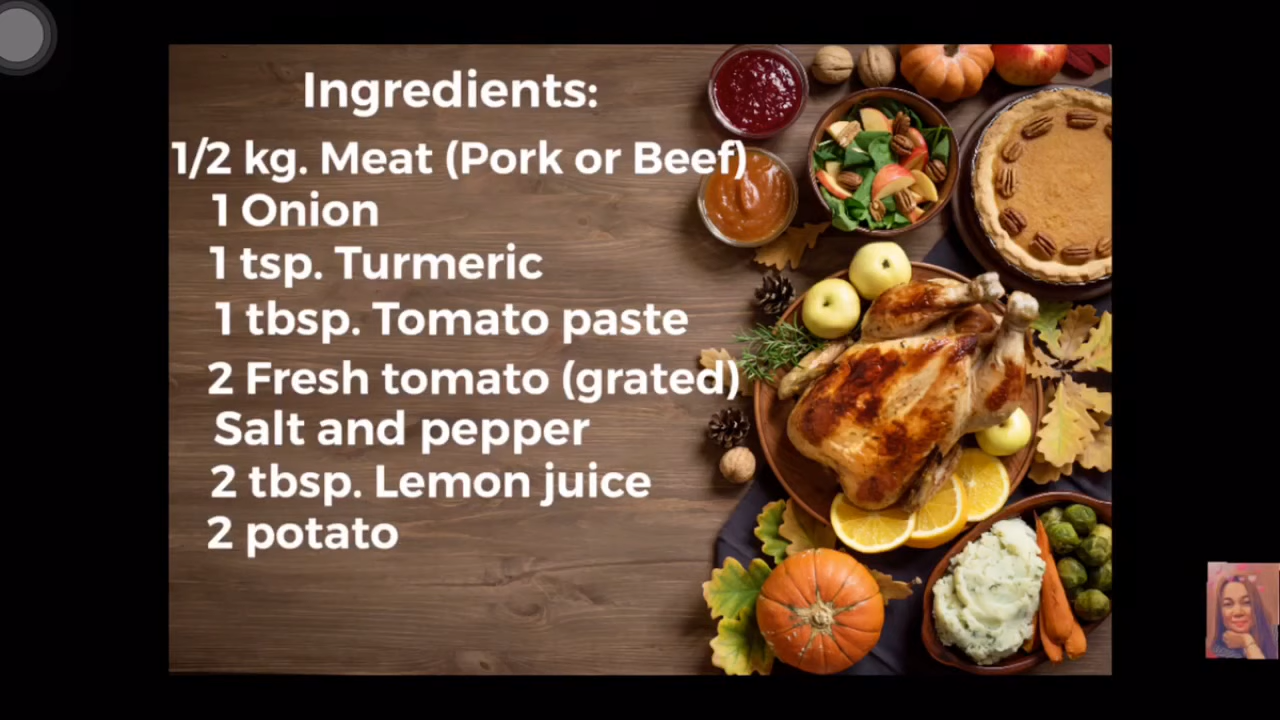 Ingredients:
1/2 kg. Meat (Pork or Beef)
1 Onion
1 tsp. Turmeric
1 tbsp. Tomato paste
2 Fresh tomato (grated)
Salt and pepper
2 tbsp. Lemon juice
2 potato